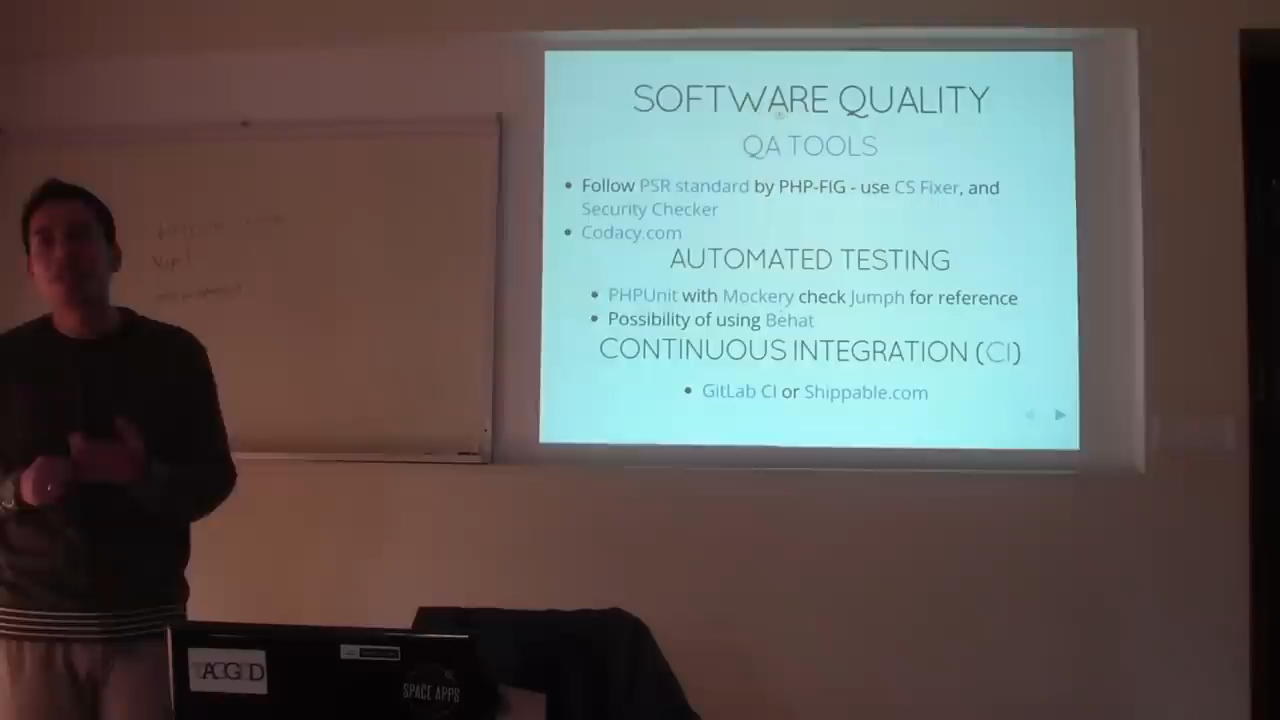 SOFTWARE QUALITY
QA TOOLS
• Follow PSR standard by PHP-FIG - use CS Fixer, and
Security Checker
• Codacy.com
AUTOMATED TESTING
• PHPUnit with Mockery check Jumph for reference
• Possibility of using Behat
CONTINUOUS INTEGRATION (CI)
• GitLab CI or Shippable.com
SPACE APPS